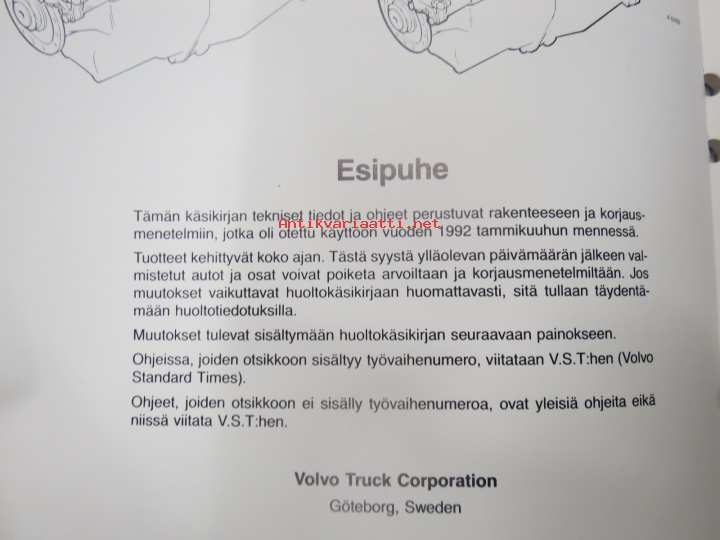 Esipuhe
Tämän käsikirjan tekniset tiedot ja ohjeet perustuvat rakenteeseen ja korjaus-
menetelmiin, jotka oli otettu käyttöön vuoden 1992 tammikuuhun mennessä.
Antikvariaatti.net
Tuotteet kehittyvät koko ajan. Tästä syystä ylläolevan päivämäärän jälkeen val-
mistetut autot ja osat voivat poiketa arvoiltaan ja korjausmenetelmiltään. Jos
muutokset vaikuttavat huoltokäsikirjaan huomattavasti, sitä tullaan täydentä-
mään huoltotiedotuksilla.
Muutokset tulevat sisältymään huoltokäsikirjan seuraavaan painokseen.
Ohjeissa, joiden otsikkoon sisältyy työvaihenumero, viitataan V.S.T:hen (Volvo
Standard Times).
Ohjeet, joiden otsikkoon ei sisälly työvaihenumeroa, ovat yleisiä ohjeita eikä
niissä viitata V.S.T:hen.
Volvo Truck Corporation
Göteborg, Sweden